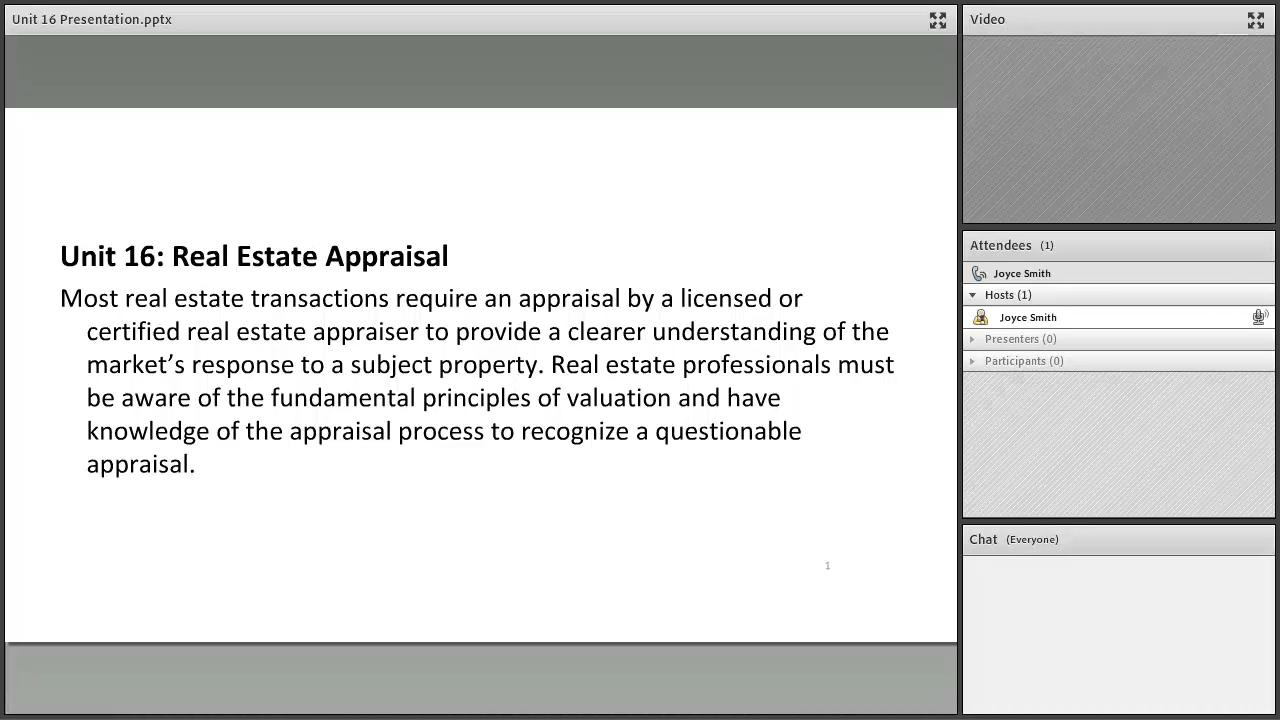 Unit 16 Presentation.pptx
Unit 16: Real Estate Appraisal
Most real estate transactions require an appraisal by a licensed or
certified real estate appraiser to provide a clearer understanding of the
market’s response to a subject property. Real estate professionals must
be aware of the fundamental principles of valuation and have
knowledge of the appraisal process to recognize a questionable
appraisal.
1
Video
Attendees (1)
Joyce Smith
Hosts (1)
Joyce Smith
Presenters (0)
Participants (0)
Chat (Everyone)